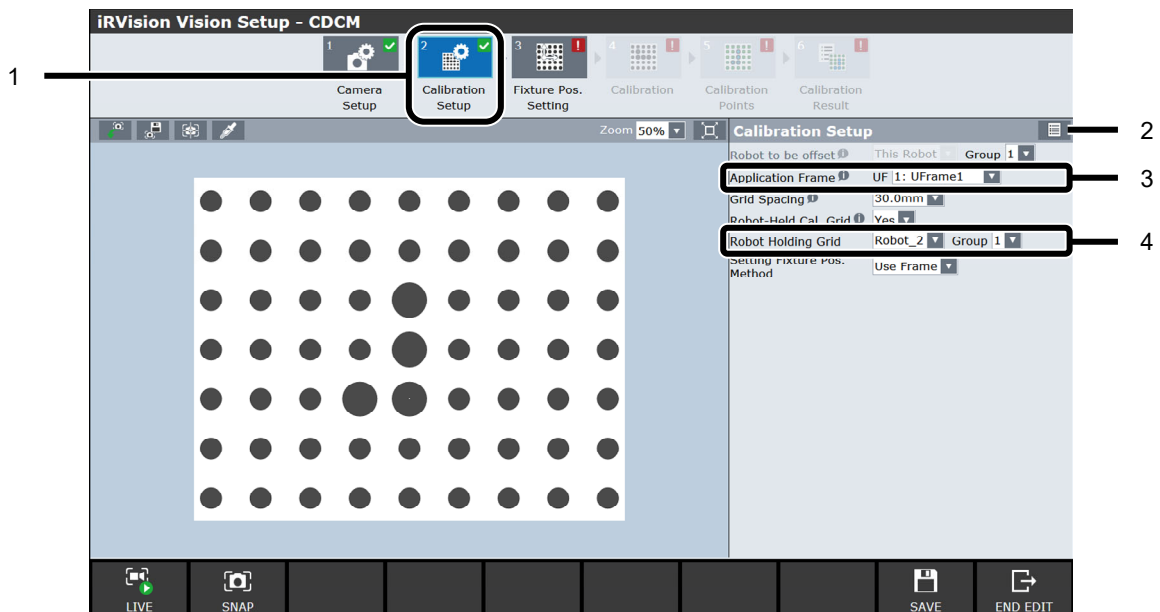 iRVision Vision Setup - CDCM
1 2 3 ! 4 ! 5 ! 6 !
Camera Setup
Calibration Setup
Fixture Pos. Setting
Calibration
Calibration Points
Calibration Result
1
Zoom 50%
Calibration Setup
2
Robot to be offset This Robot Group 1
Application Frame UF 1: UFrame1
3
Grid Spacing 30.0mm
Robot-Held Cal. Grid Yes
Robot Holding Grid Robot_2 Group 1
4
Setting Fixture Pos. Method Use Frame
LIVE SNAP SAVE END EDIT